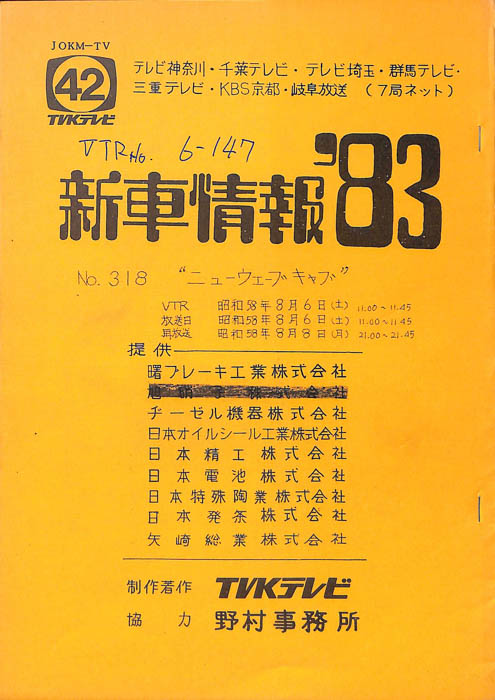 JOKM-TV
42
TVKテレビ
テレビ神奈川・千葉テレビ・テレビ埼玉・群馬テレビ・
三重テレビ・KBS京都・岐阜放送 (7局ネット)
VTR No. 6-147
新車情報'83
No.318 “ニューウェーブ キャブ”
VTR 昭和58年8月6日(土) 11:00~11:45
放送日 昭和58年8月6日(土) 11:00~11:45
再放送 昭和58年8月8日(月) 21:00~21:45
提供
曙ブレーキ工業株式会社
旭硝子株式会社
ヂーゼル機器株式会社
日本オイルシール工業株式会社
日本精工株式会社
日本電池株式会社
日本特殊陶業株式会社
日本発条株式会社
矢崎総業株式会社
制作著作 TVKテレビ
協力 野村事務所